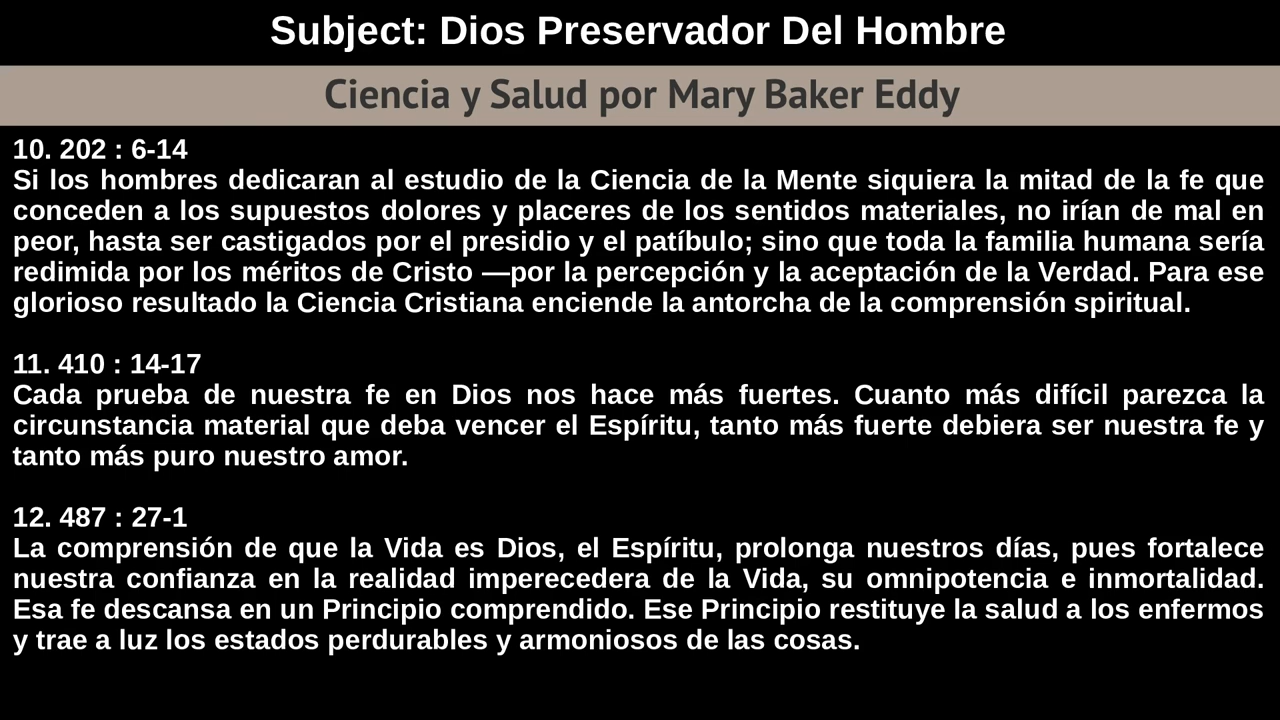 Subject: Dios Preservador Del Hombre
Ciencia y Salud por Mary Baker Eddy
10. 202 : 6-14
Si los hombres dedicaran al estudio de la Ciencia de la Mente siquiera la mitad de la fe que
conceden a los supuestos dolores y placeres de los sentidos materiales, no irían de mal en
peor, hasta ser castigados por el presidio y el patíbulo; sino que toda la familia humana sería
redimida por los méritos de Cristo —por la percepción y la aceptación de la Verdad. Para ese
glorioso resultado la Ciencia Cristiana enciende la antorcha de la comprensión spiritual.
11. 410 : 14-17
Cada prueba de nuestra fe en Dios nos hace más fuertes. Cuanto más difícil parezca la
circunstancia material que deba vencer el Espíritu, tanto más fuerte debiera ser nuestra fe y
tanto más puro nuestro amor.
12. 487 : 27-1
La comprensión de que la Vida es Dios, el Espíritu, prolonga nuestros días, pues fortalece
nuestra confianza en la realidad imperecedera de la Vida, su omnipotencia e inmortalidad.
Esa fe descansa en un Principio comprendido. Ese Principio restituye la salud a los enfermos
y trae a luz los estados perdurables y armoniosos de las cosas.